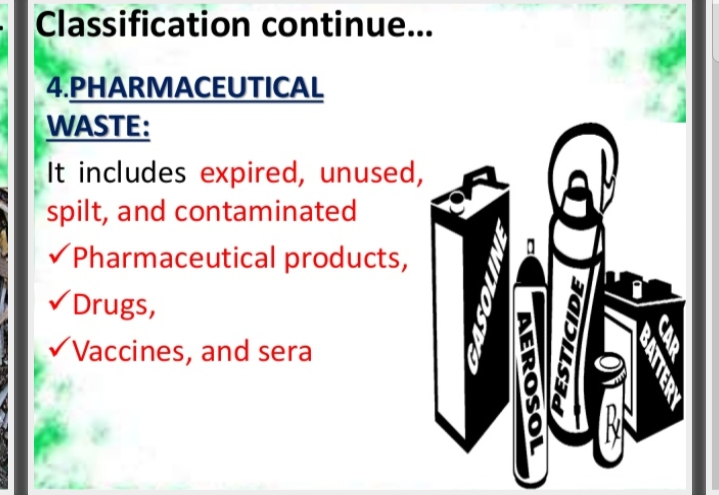 Classification continue...
4.PHARMACEUTICAL
WASTE:
It includes expired, unused,
spilt, and contaminated
✓Pharmaceutical products,
✓Drugs,
✓Vaccines, and sera
GASOLINE
AEROSOL
PESTICIDE
℞
CAR
BATTERY